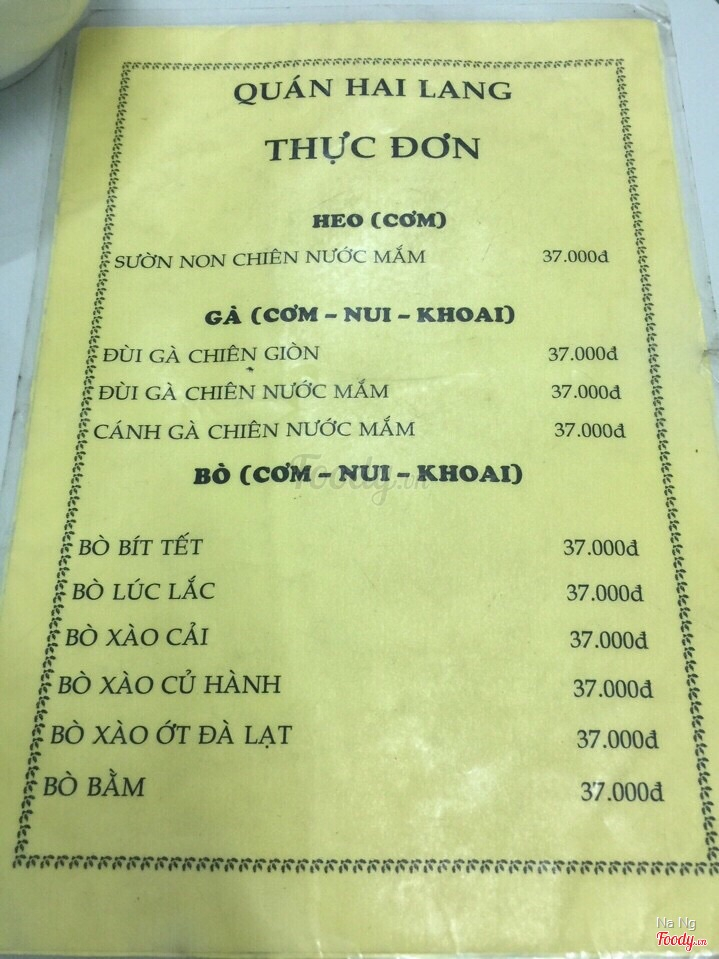 QUÁN HAI LANG
THỰC ĐƠN
HEO (CƠM)
SƯỜN NON CHIÊN NƯỚC MẮM 37.000đ
GÀ (CƠM – NUI – KHOAI)
ĐÙI GÀ CHIÊN GIÒN 37.000đ
ĐÙI GÀ CHIÊN NƯỚC MẮM 37.000đ
CÁNH GÀ CHIÊN NƯỚC MẮM 37.000đ
BÒ (CƠM – NUI – KHOAI)
Foody.vn
BÒ BÍT TẾT 37.000đ
BÒ LÚC LẮC 37.000đ
BÒ XÀO CẢI 37.000đ
BÒ XÀO CỦ HÀNH 37.000đ
BÒ XÀO ỚT ĐÀ LẠT 37.000đ
BÒ BẰM 37.000đ
Na Ng
Foody.vn